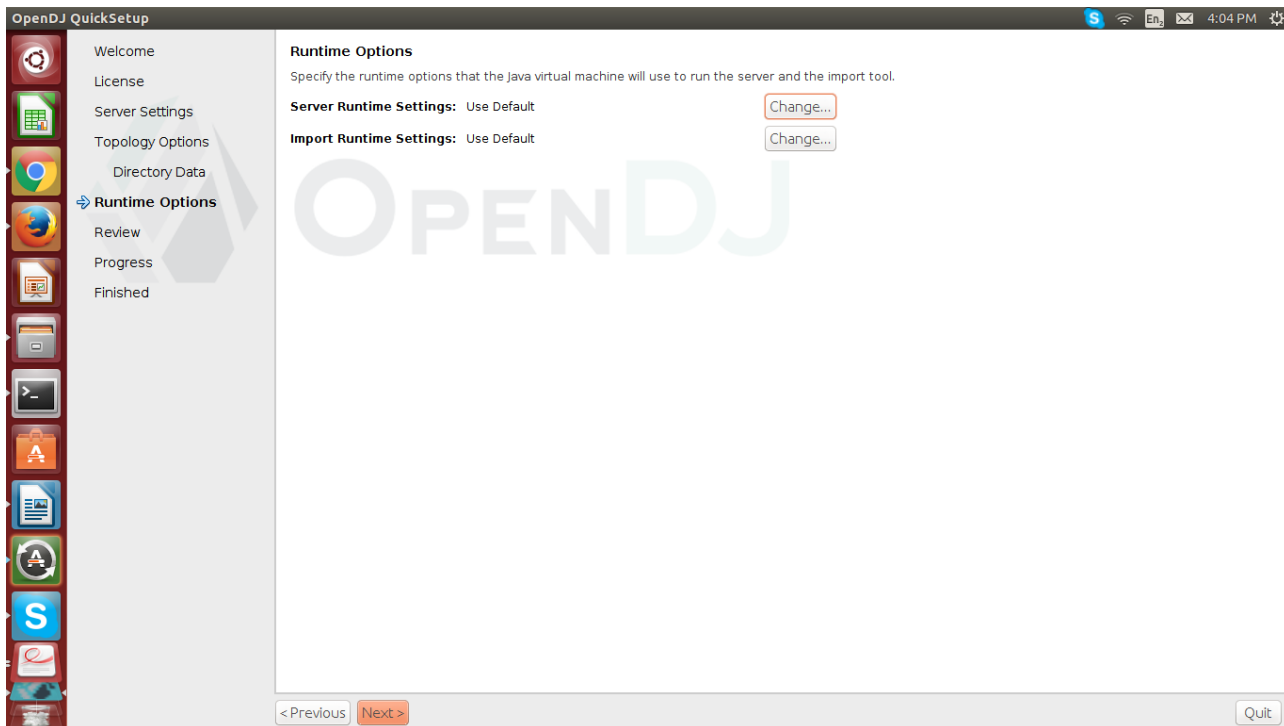 OpenDJ QuickSetup
S En2 4:04 PM
Welcome
License
Server Settings
Topology Options
Directory Data
Runtime Options
Review
Progress
Finished
Runtime Options
Specify the runtime options that the Java virtual machine will use to run the server and the import tool.
Server Runtime Settings: Use Default Change...
Import Runtime Settings: Use Default Change...
OPENDJ
>_
A
A
S
< Previous Next > Quit